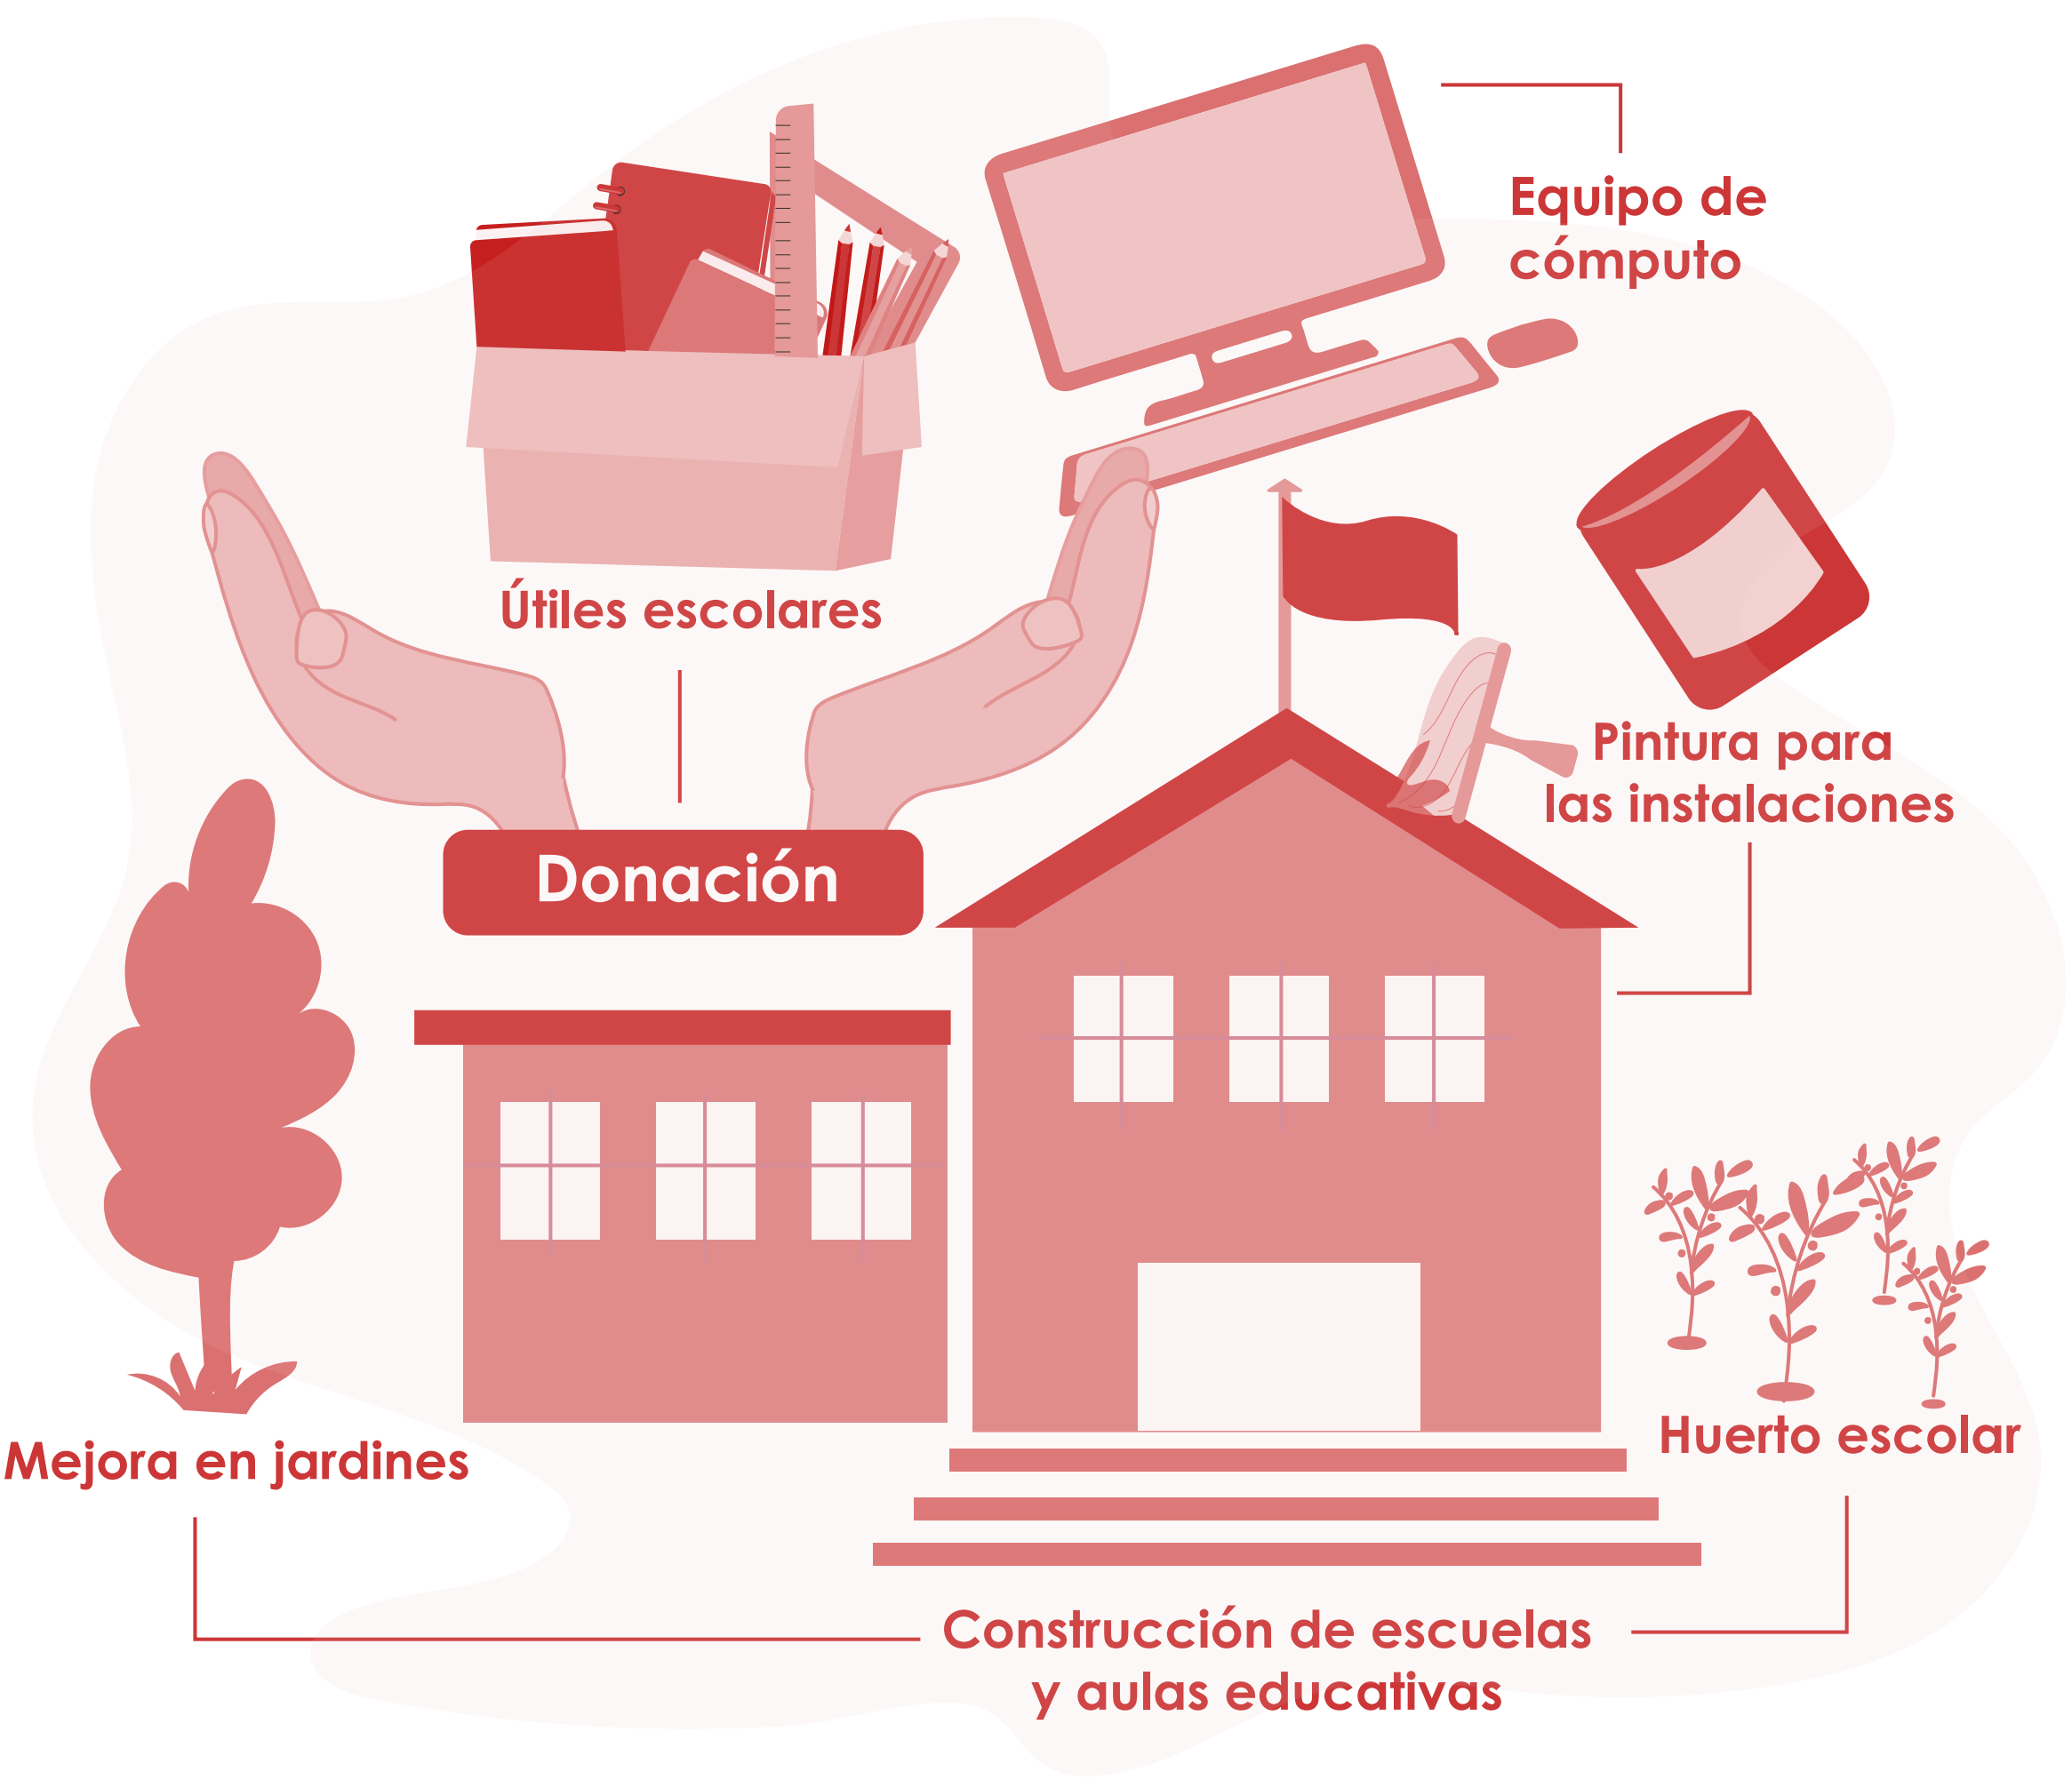 Equipo de
cómputo
Útiles escolares
Pintura para
las instalaciones
Donación
Mejora en jardines
Huerto escolar
Construcción de escuelas
y aulas educativas